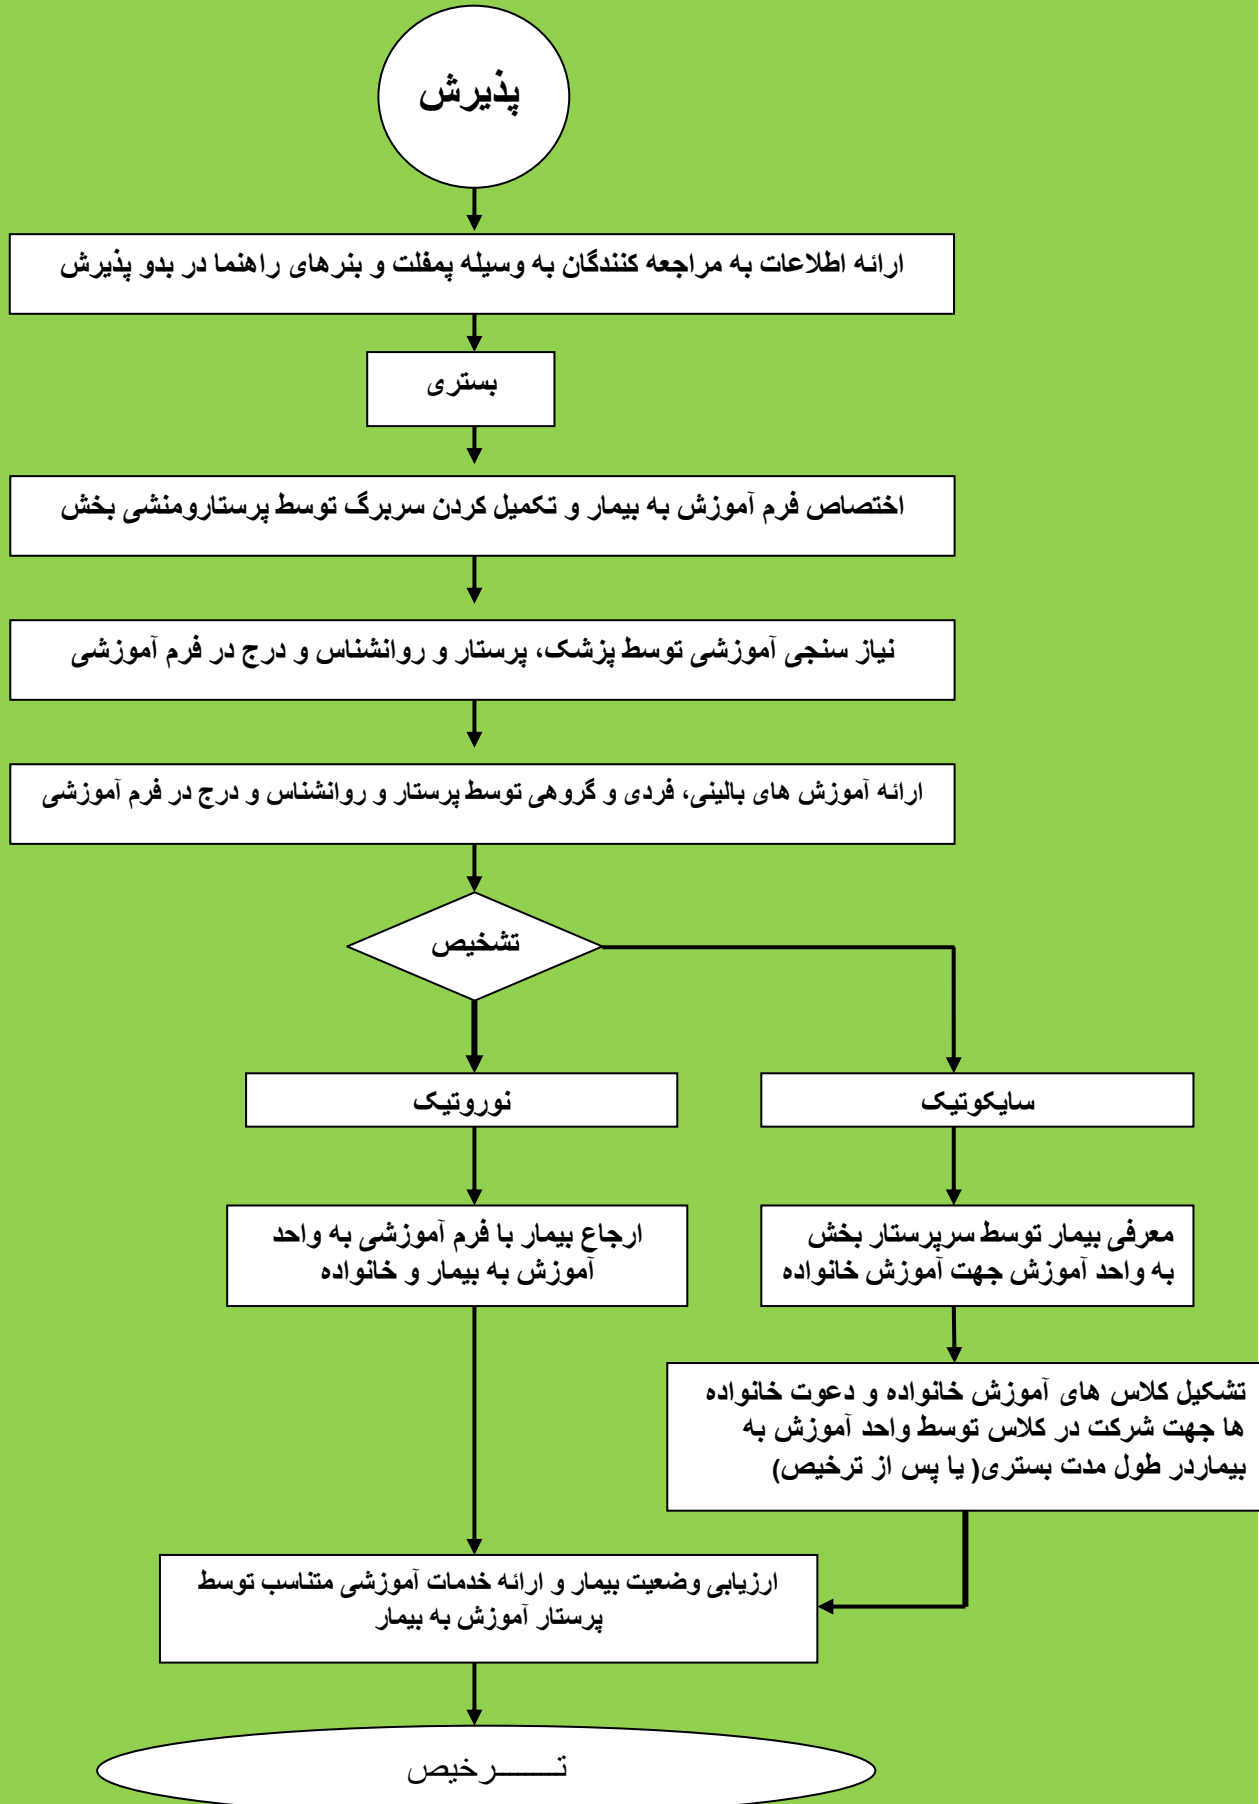 پذیرش
ارائه اطلاعات به مراجعه کنندگان به وسیله پمفلت و بنرهای راهنما در بدو پذیرش
بستری
اختصاص فرم آموزش به بیمار و تکمیل کردن سربرگ توسط پرستارومنشی بخش
نیاز سنجی آموزشی توسط پزشک، پرستار و روانشناس و درج در فرم آموزشی
ارائه آموزش های بالینی، فردی و گروهی توسط پرستار و روانشناس و درج در فرم آموزشی
تشخیص
سایکوتیک
نوروتیک
معرفی بیمار توسط سرپرستار بخش
به واحد آموزش جهت آموزش خانواده
ارجاع بیمار با فرم آموزشی به واحد
آموزش به بیمار و خانواده
تشکیل کلاس های آموزش خانواده و دعوت خانواده
ها جهت شرکت در کلاس توسط واحد آموزش به
بیماردر طول مدت بستری( یا پس از ترخیص)
ارزیابی وضعیت بیمار و ارائه خدمات آموزشی متناسب توسط
پرستار آموزش به بیمار
تـــــــرخیص